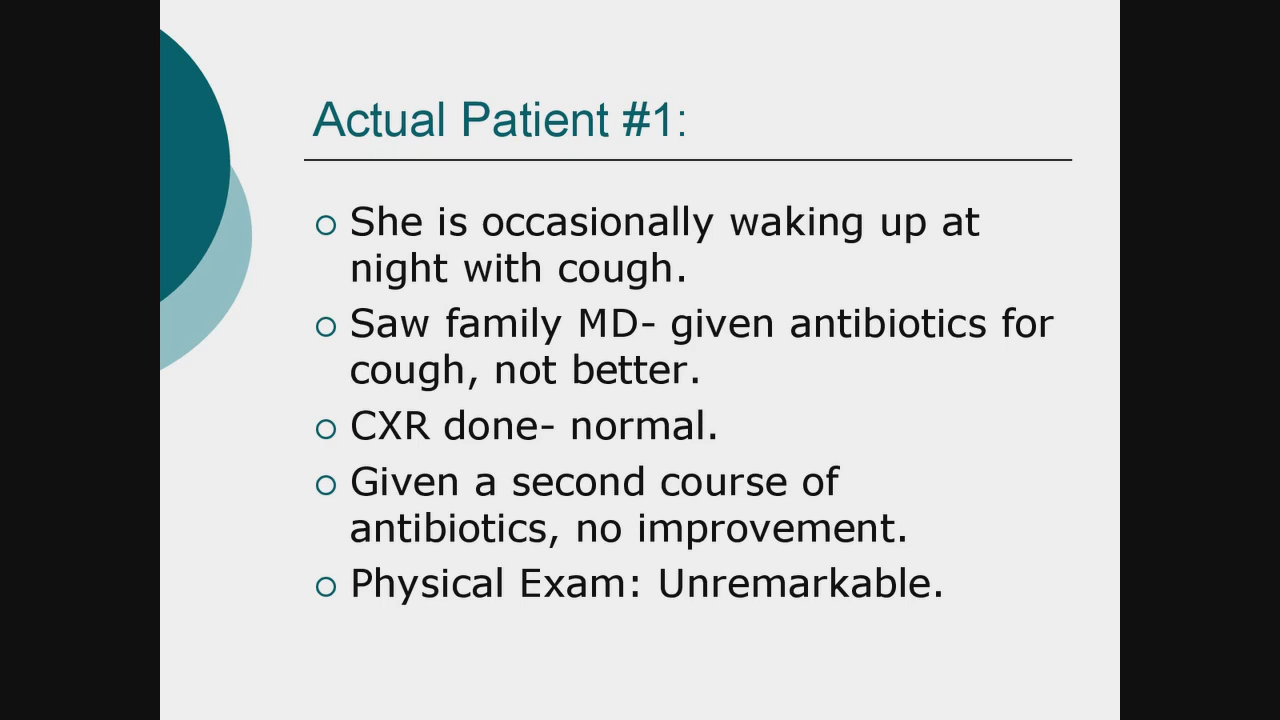 Actual Patient #1:
She is occasionally waking up at
night with cough.
Saw family MD- given antibiotics for
cough, not better.
CXR done- normal.
Given a second course of
antibiotics, no improvement.
Physical Exam: Unremarkable.